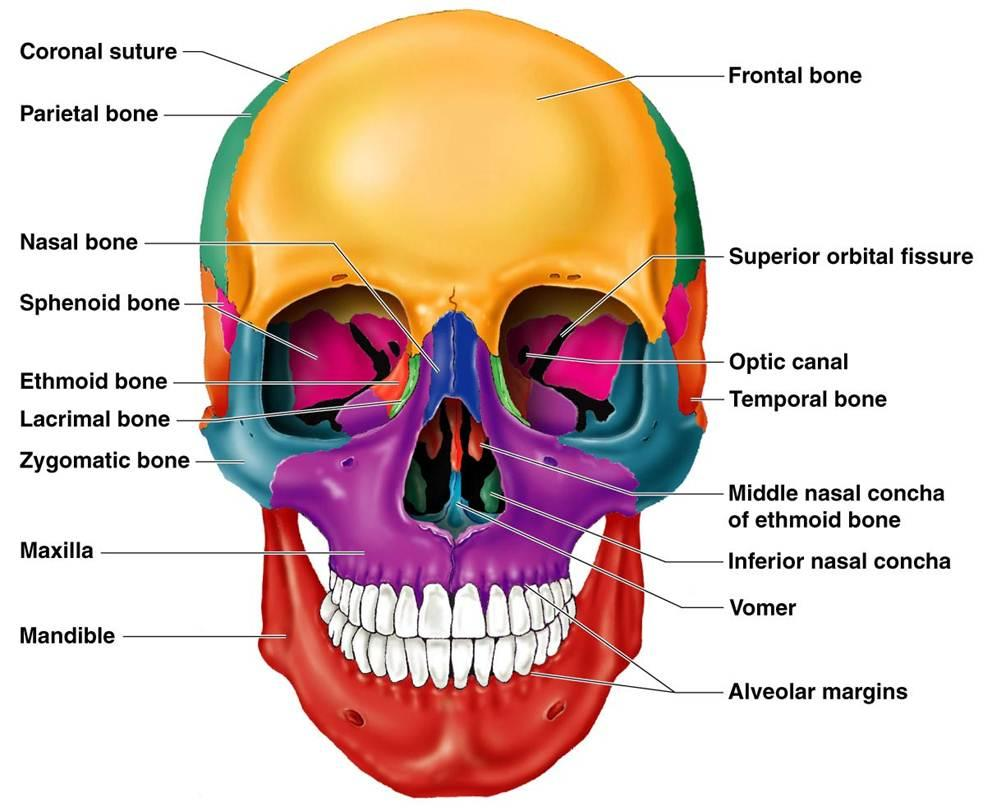 Coronal suture
Parietal bone
Nasal bone
Sphenoid bone
Ethmoid bone
Lacrimal bone
Zygomatic bone
Maxilla
Mandible
Frontal bone
Superior orbital fissure
Optic canal
Temporal bone
Middle nasal concha
of ethmoid bone
Inferior nasal concha
Vomer
Alveolar margins